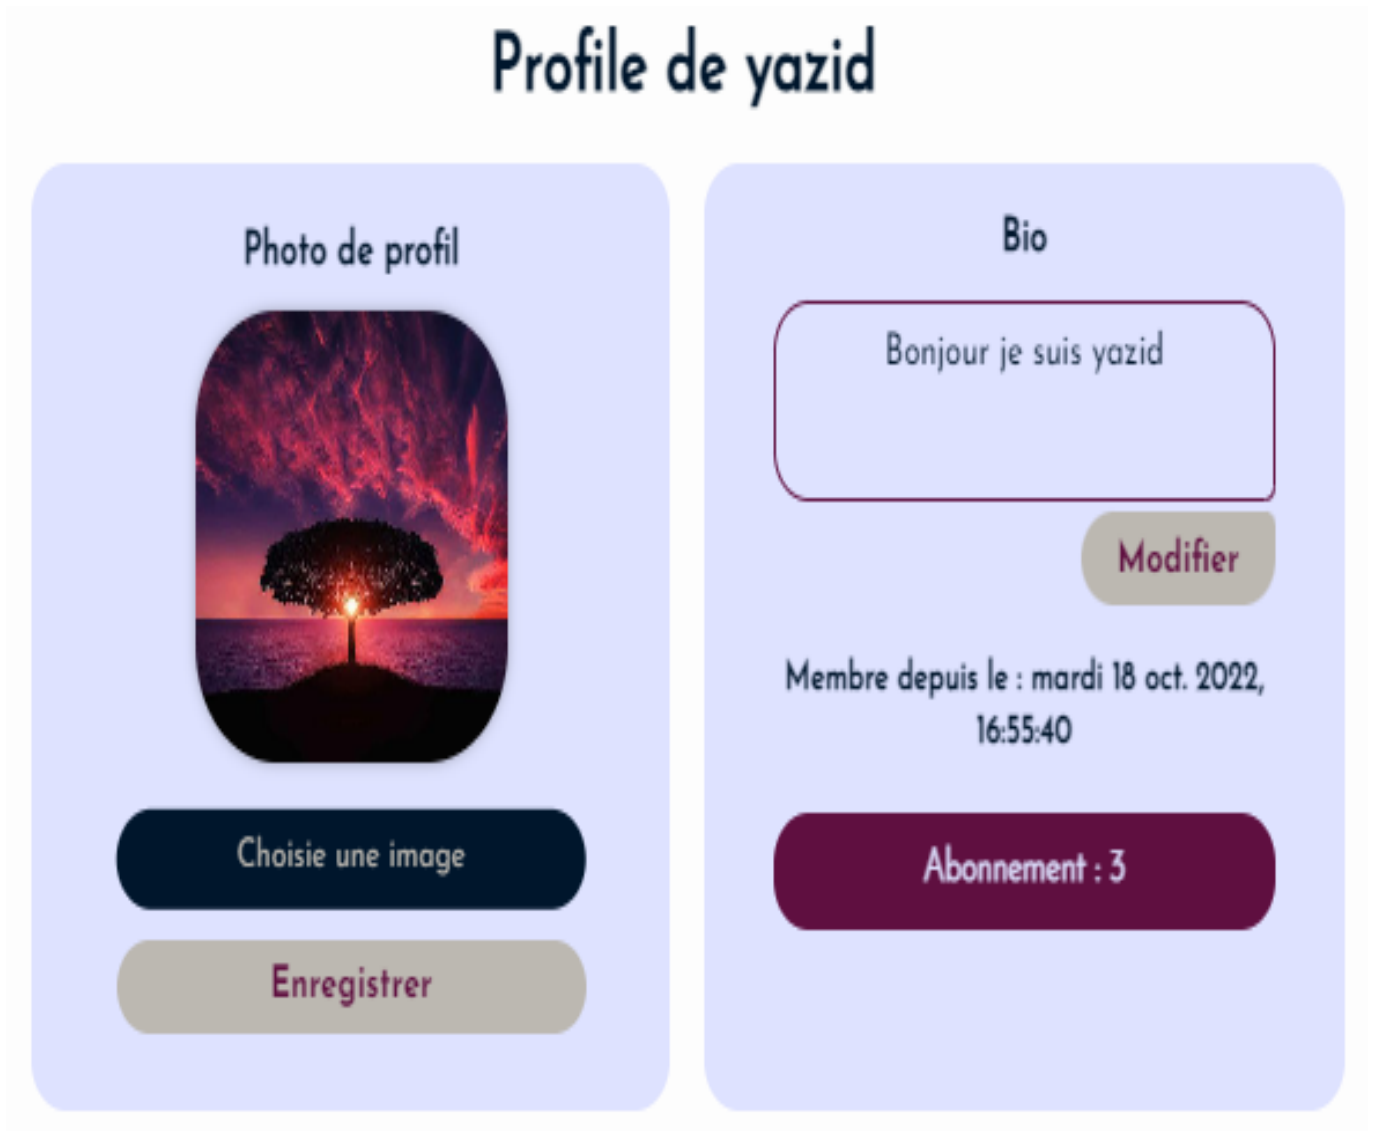 Profile de yazid
Photo de profil
Choisie une image
Enregistrer
Bio
Bonjour je suis yazid
Modifier
Membre depuis le : mardi 18 oct. 2022,
16:55:40
Abonnement : 3